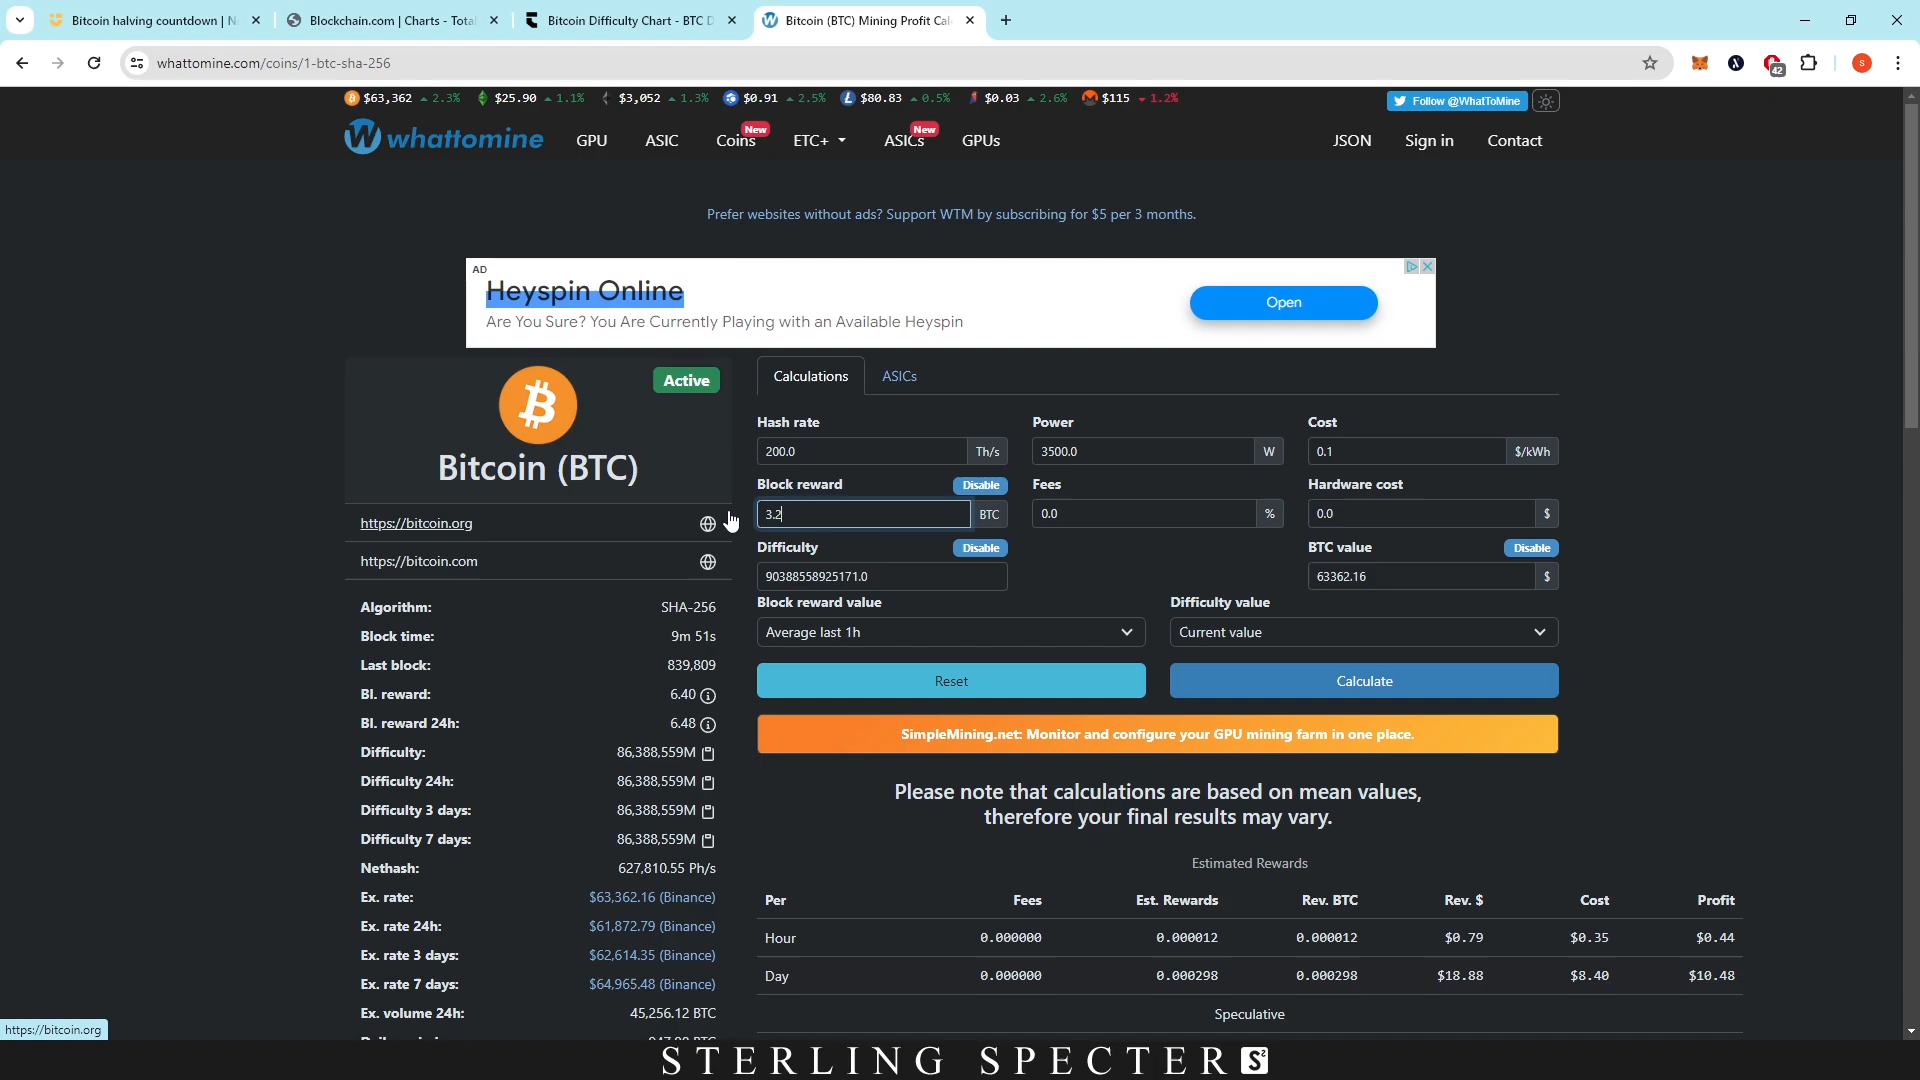 Bitcoin halving countdown | N
Blockchain.com | Charts - Tota
Bitcoin Difficulty Chart - BTC D
Bitcoin (BTC) Mining Profit Cal
whattomine.com/coins/1-btc-sha-256
42
S
$63,362 2.3% $25.90 1.1% $3,052 1.3% $0.91 2.5% $80.83 0.5% $0.03 2.6% $115 1.2%
Follow @WhatToMine
whattomine
GPU
ASIC
Coins New
ETC+
ASICs New
GPUs
JSON
Sign in
Contact
Prefer websites without ads? Support WTM by subscribing for $5 per 3 months.
AD
Heyspin Online
Are You Sure? You Are Currently Playing with an Available Heyspin
Open
Active
Bitcoin (BTC)
https://bitcoin.org
https://bitcoin.com
Algorithm: SHA-256
Block time: 9m 51s
Last block: 839,809
Bl. reward: 6.40
Bl. reward 24h: 6.48
Difficulty: 86,388,559M
Difficulty 24h: 86,388,559M
Difficulty 3 days: 86,388,559M
Difficulty 7 days: 86,388,559M
Nethash: 627,810.55 Ph/s
Ex. rate: $63,362.16 (Binance)
Ex. rate 24h: $61,872.79 (Binance)
Ex. rate 3 days: $62,614.35 (Binance)
Ex. rate 7 days: $64,965.48 (Binance)
Ex. volume 24h: 45,256.12 BTC
Calculations
ASICs
Hash rate
200.0 Th/s
Power
3500.0 W
Cost
0.1 $/kWh
Block reward Disable
3.2 BTC
Fees
0.0 %
Hardware cost
0.0 $
Difficulty Disable
90388558925171.0
BTC value Disable
63362.16 $
Block reward value
Average last 1h
Difficulty value
Current value
Reset
Calculate
SimpleMining.net: Monitor and configure your GPU mining farm in one place.
Please note that calculations are based on mean values,
therefore your final results may vary.
Estimated Rewards
Per Fees Est. Rewards Rev. BTC Rev. $ Cost Profit
Hour 0.000000 0.000012 0.000012 $0.79 $0.35 $0.44
Day 0.000000 0.000298 0.000298 $18.88 $8.40 $10.48
Speculative
https://bitcoin.org
STERLING SPECTER S²